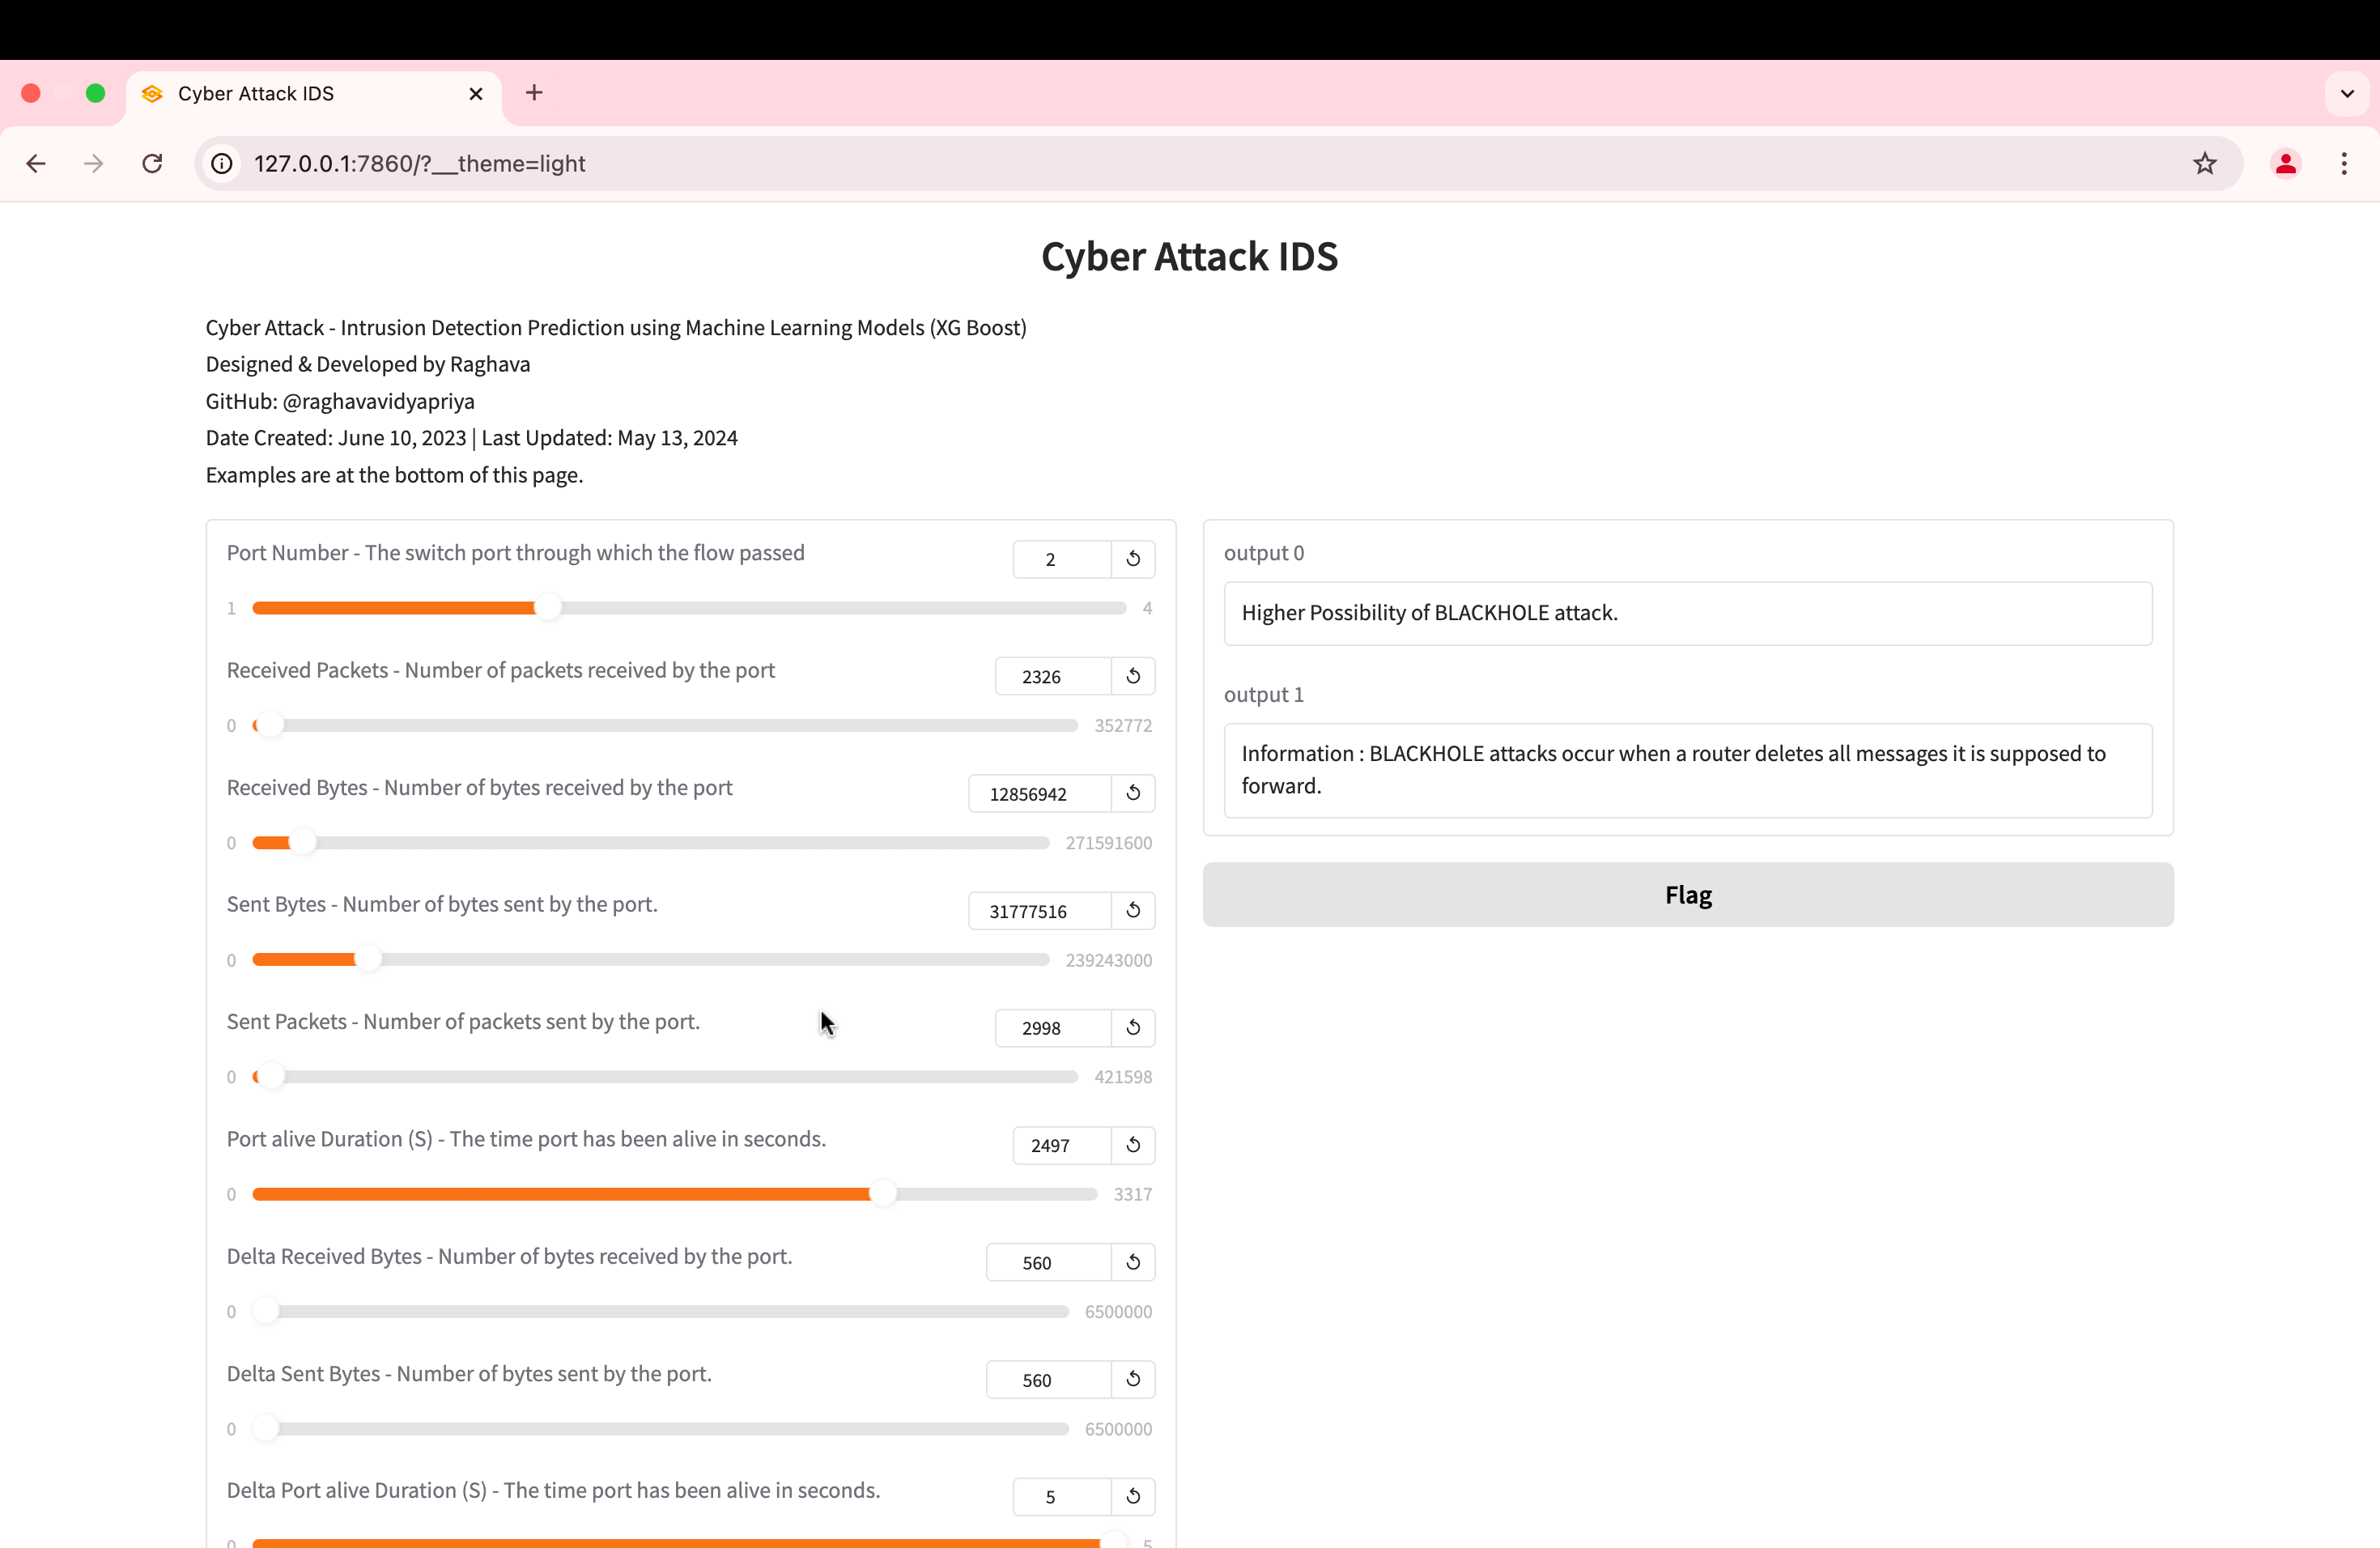 Cyber Attack IDS
127.0.0.1:7860/?__theme=light
Cyber Attack IDS
Cyber Attack - Intrusion Detection Prediction using Machine Learning Models (XG Boost)
Designed & Developed by Raghava
GitHub: @raghavavidyapriya
Date Created: June 10, 2023 | Last Updated: May 13, 2024
Examples are at the bottom of this page.
Port Number - The switch port through which the flow passed
2
1
4
Received Packets - Number of packets received by the port
2326
0
352772
Received Bytes - Number of bytes received by the port
12856942
0
271591600
Sent Bytes - Number of bytes sent by the port.
31777516
0
239243000
Sent Packets - Number of packets sent by the port.
2998
0
421598
Port alive Duration (S) - The time port has been alive in seconds.
2497
0
3317
Delta Received Bytes - Number of bytes received by the port.
560
0
6500000
Delta Sent Bytes - Number of bytes sent by the port.
560
0
6500000
Delta Port alive Duration (S) - The time port has been alive in seconds.
5
0
5
output 0
Higher Possibility of BLACKHOLE attack.
output 1
Information : BLACKHOLE attacks occur when a router deletes all messages it is supposed to
forward.
Flag